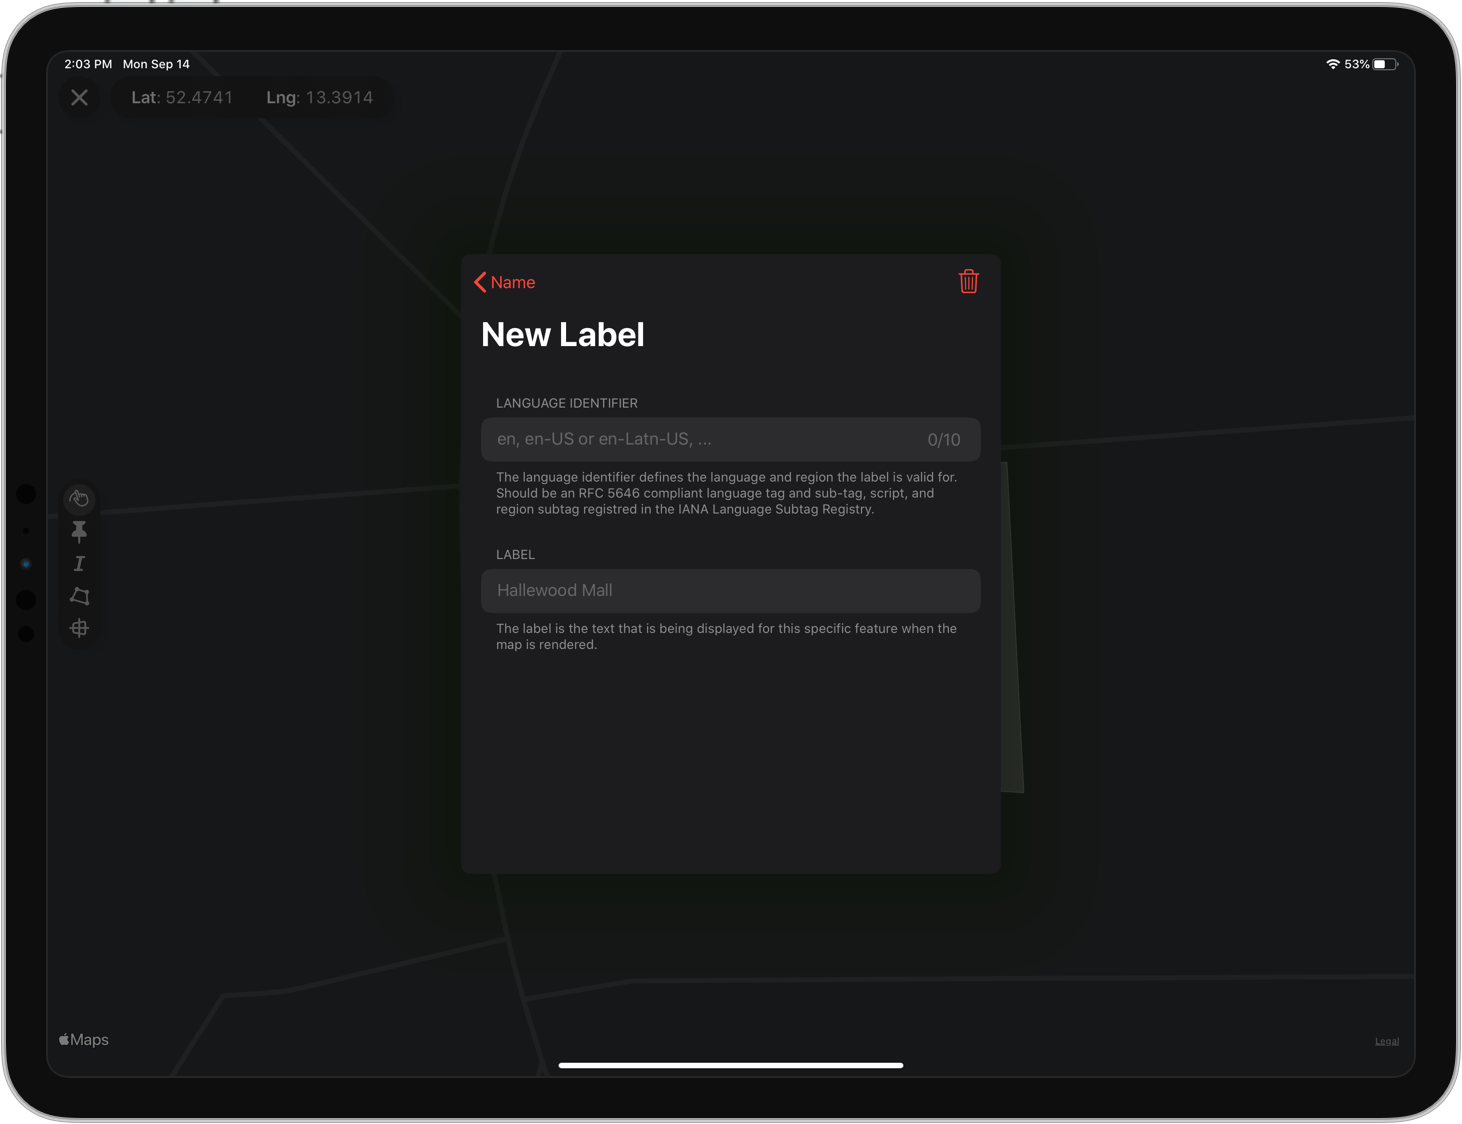 2:03 PM Mon Sep 14
53%
Lat: 52.4741 Lng: 13.3914
Name
New Label
LANGUAGE IDENTIFIER
en, en-US or en-Latn-US, ...
0/10
The language identifier defines the language and region the label is valid for.
Should be an RFC 5646 compliant language tag and sub-tag, script, and
region subtag registred in the IANA Language Subtag Registry.
LABEL
Hallewood Mall
The label is the text that is being displayed for this specific feature when the
map is rendered.
Maps
Legal